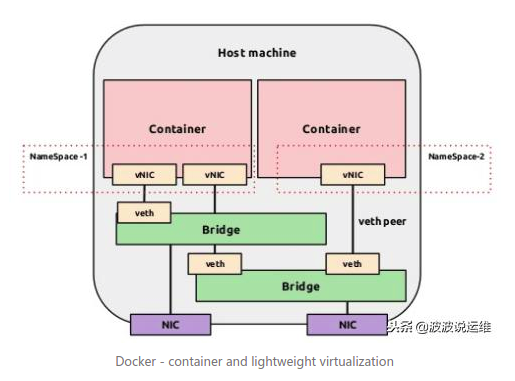 Host machine
Container
Container
NameSpace -1
NameSpace-2
vNIC
vNIC
vNIC
veth
veth peer
Bridge
veth
veth
Bridge
NIC
NIC
头条 @波波说运维
Docker - container and lightweight virtualization